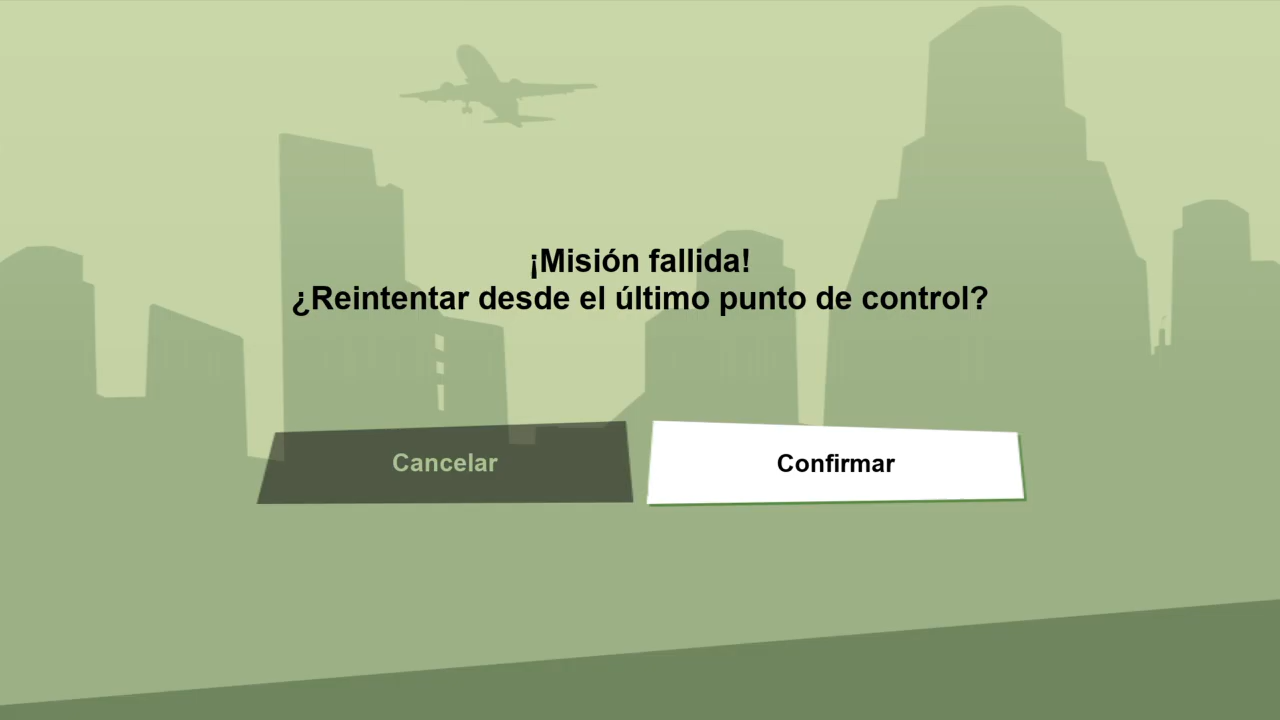 ¡Misión fallida!
¿Reintentar desde el último punto de control?
Cancelar
Confirmar